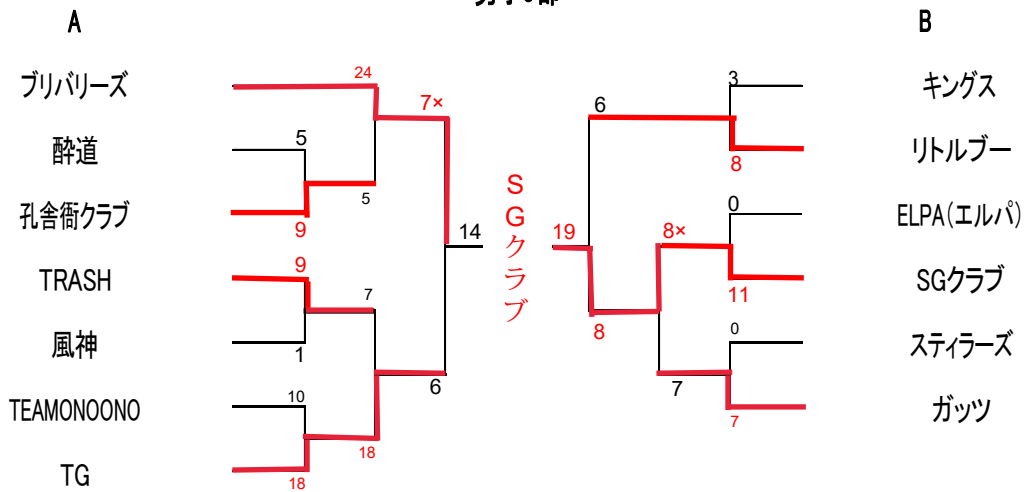 A
B
ブリバリーズ
24
7×
6
3
キングス
酔道
5
8
リトルブー
孔舎衙クラブ
9
5
SGクラブ
14
19
8×
0
ELPA(エルパ)
TRASH
9
7
11
SGクラブ
風神
1
8
0
スティラーズ
TEAMONOONO
10
6
7
7
ガッツ
TG
18
18